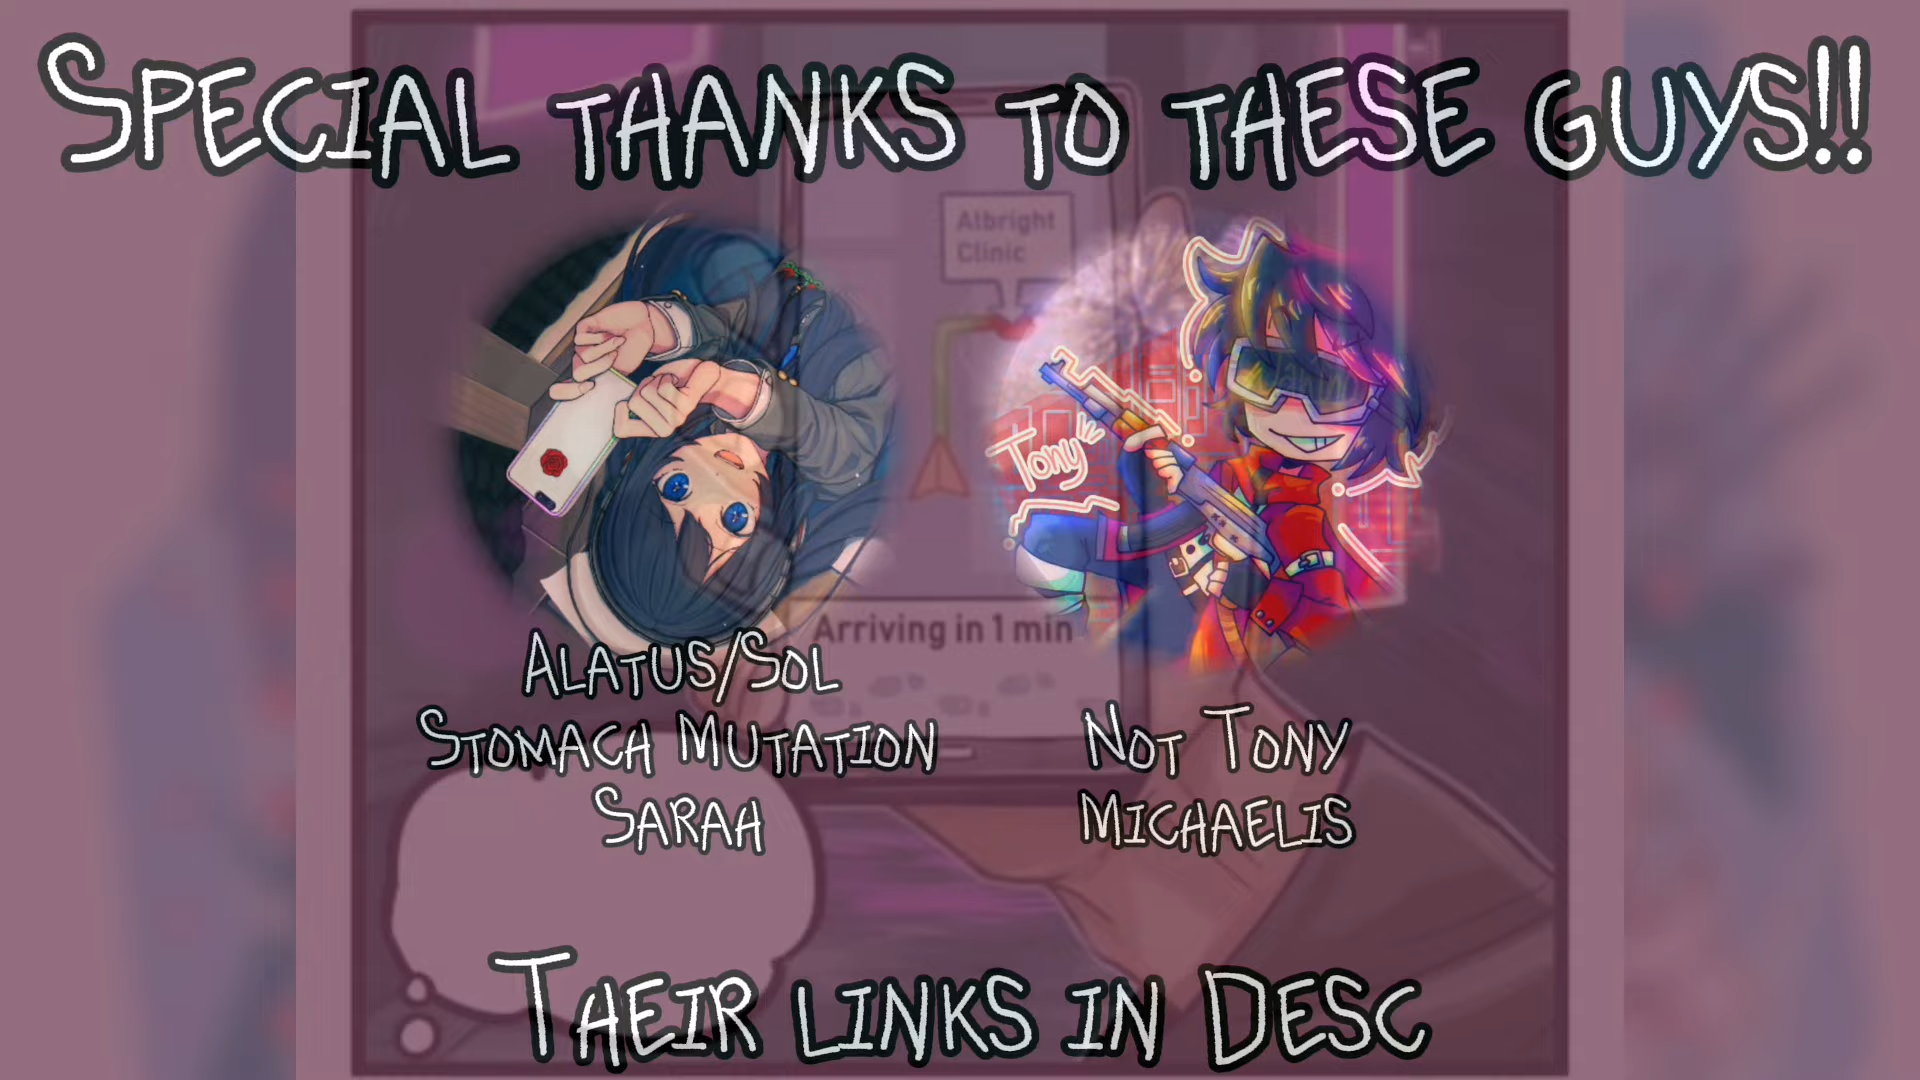 SPECIAL THANKS TO THESE GUYS!!
Albright
Clinic
Tony
Arriving in 1 min
ALATUS/SOL
STOMACH MUTATION
SARAH
NOT TONY
MICHAELIS
THEIR LINKS IN DESC